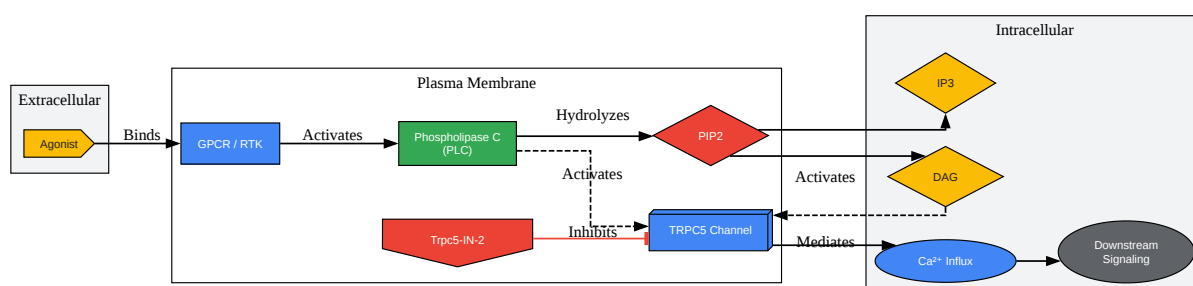 Extracellular
Agonist
Binds
Plasma Membrane
GPCR / RTK
Activates
Phospholipase C
(PLC)
Hydrolyzes
PIP2
Activates
Trpc5-IN-2
Inhibits
TRPC5 Channel
Activates
Mediates
Intracellular
IP3
DAG
Ca²⁺ Influx
Downstream
Signaling